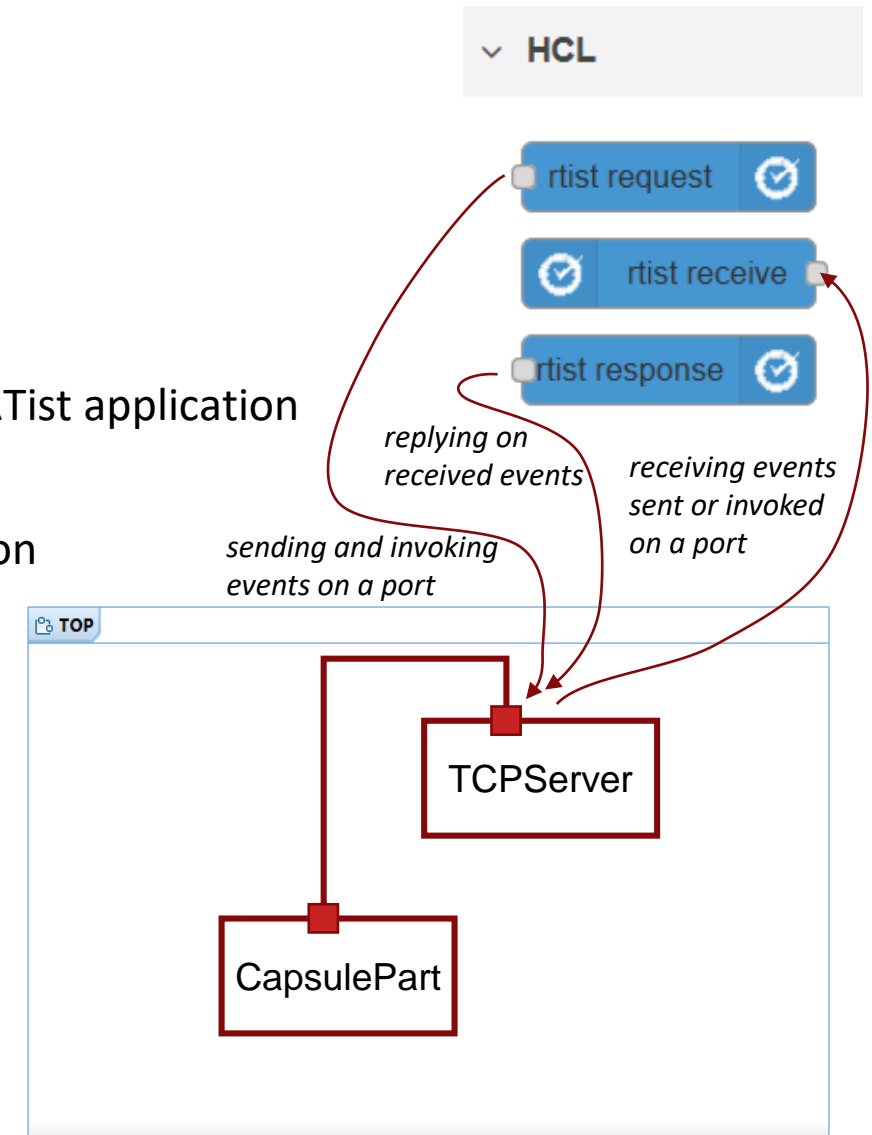 HCL
rtist request
rtist receive
rtist response
Tist application
on
replying on
received events
receiving events
sent or invoked
on a port
sending and invoking
events on a port
TOP
TCPServer
CapsulePart